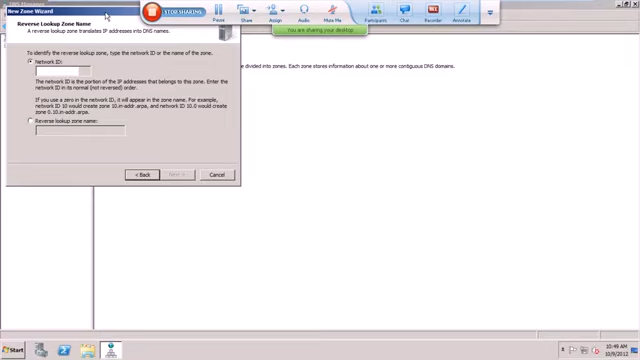 New Zone Wizard
STOP SHARING
Pause
Share
Assign
Audio
Mute Me
Participants
Chat
Recorder
Annotate
You are sharing your desktop.
Reverse Lookup Zone Name
A reverse lookup zone translates IP addresses into DNS names.
To identify the reverse lookup zone, type the network ID or the name of the zone.
Network ID:
The network ID is the portion of the IP addresses that belongs to this zone. Enter the
network ID in its normal (not reversed) order.
If you use a zero in the network ID, it will appear in the zone name. For example,
network ID 10 would create zone 10.in-addr.arpa, and network ID 10.0 would create
zone 0.10.in-addr.arpa.
Reverse lookup zone name:
< Back
Next >
Cancel
be divided into zones. Each zone stores information about one or more contiguous DNS domains.
Start
10:49 AM
10/9/2012